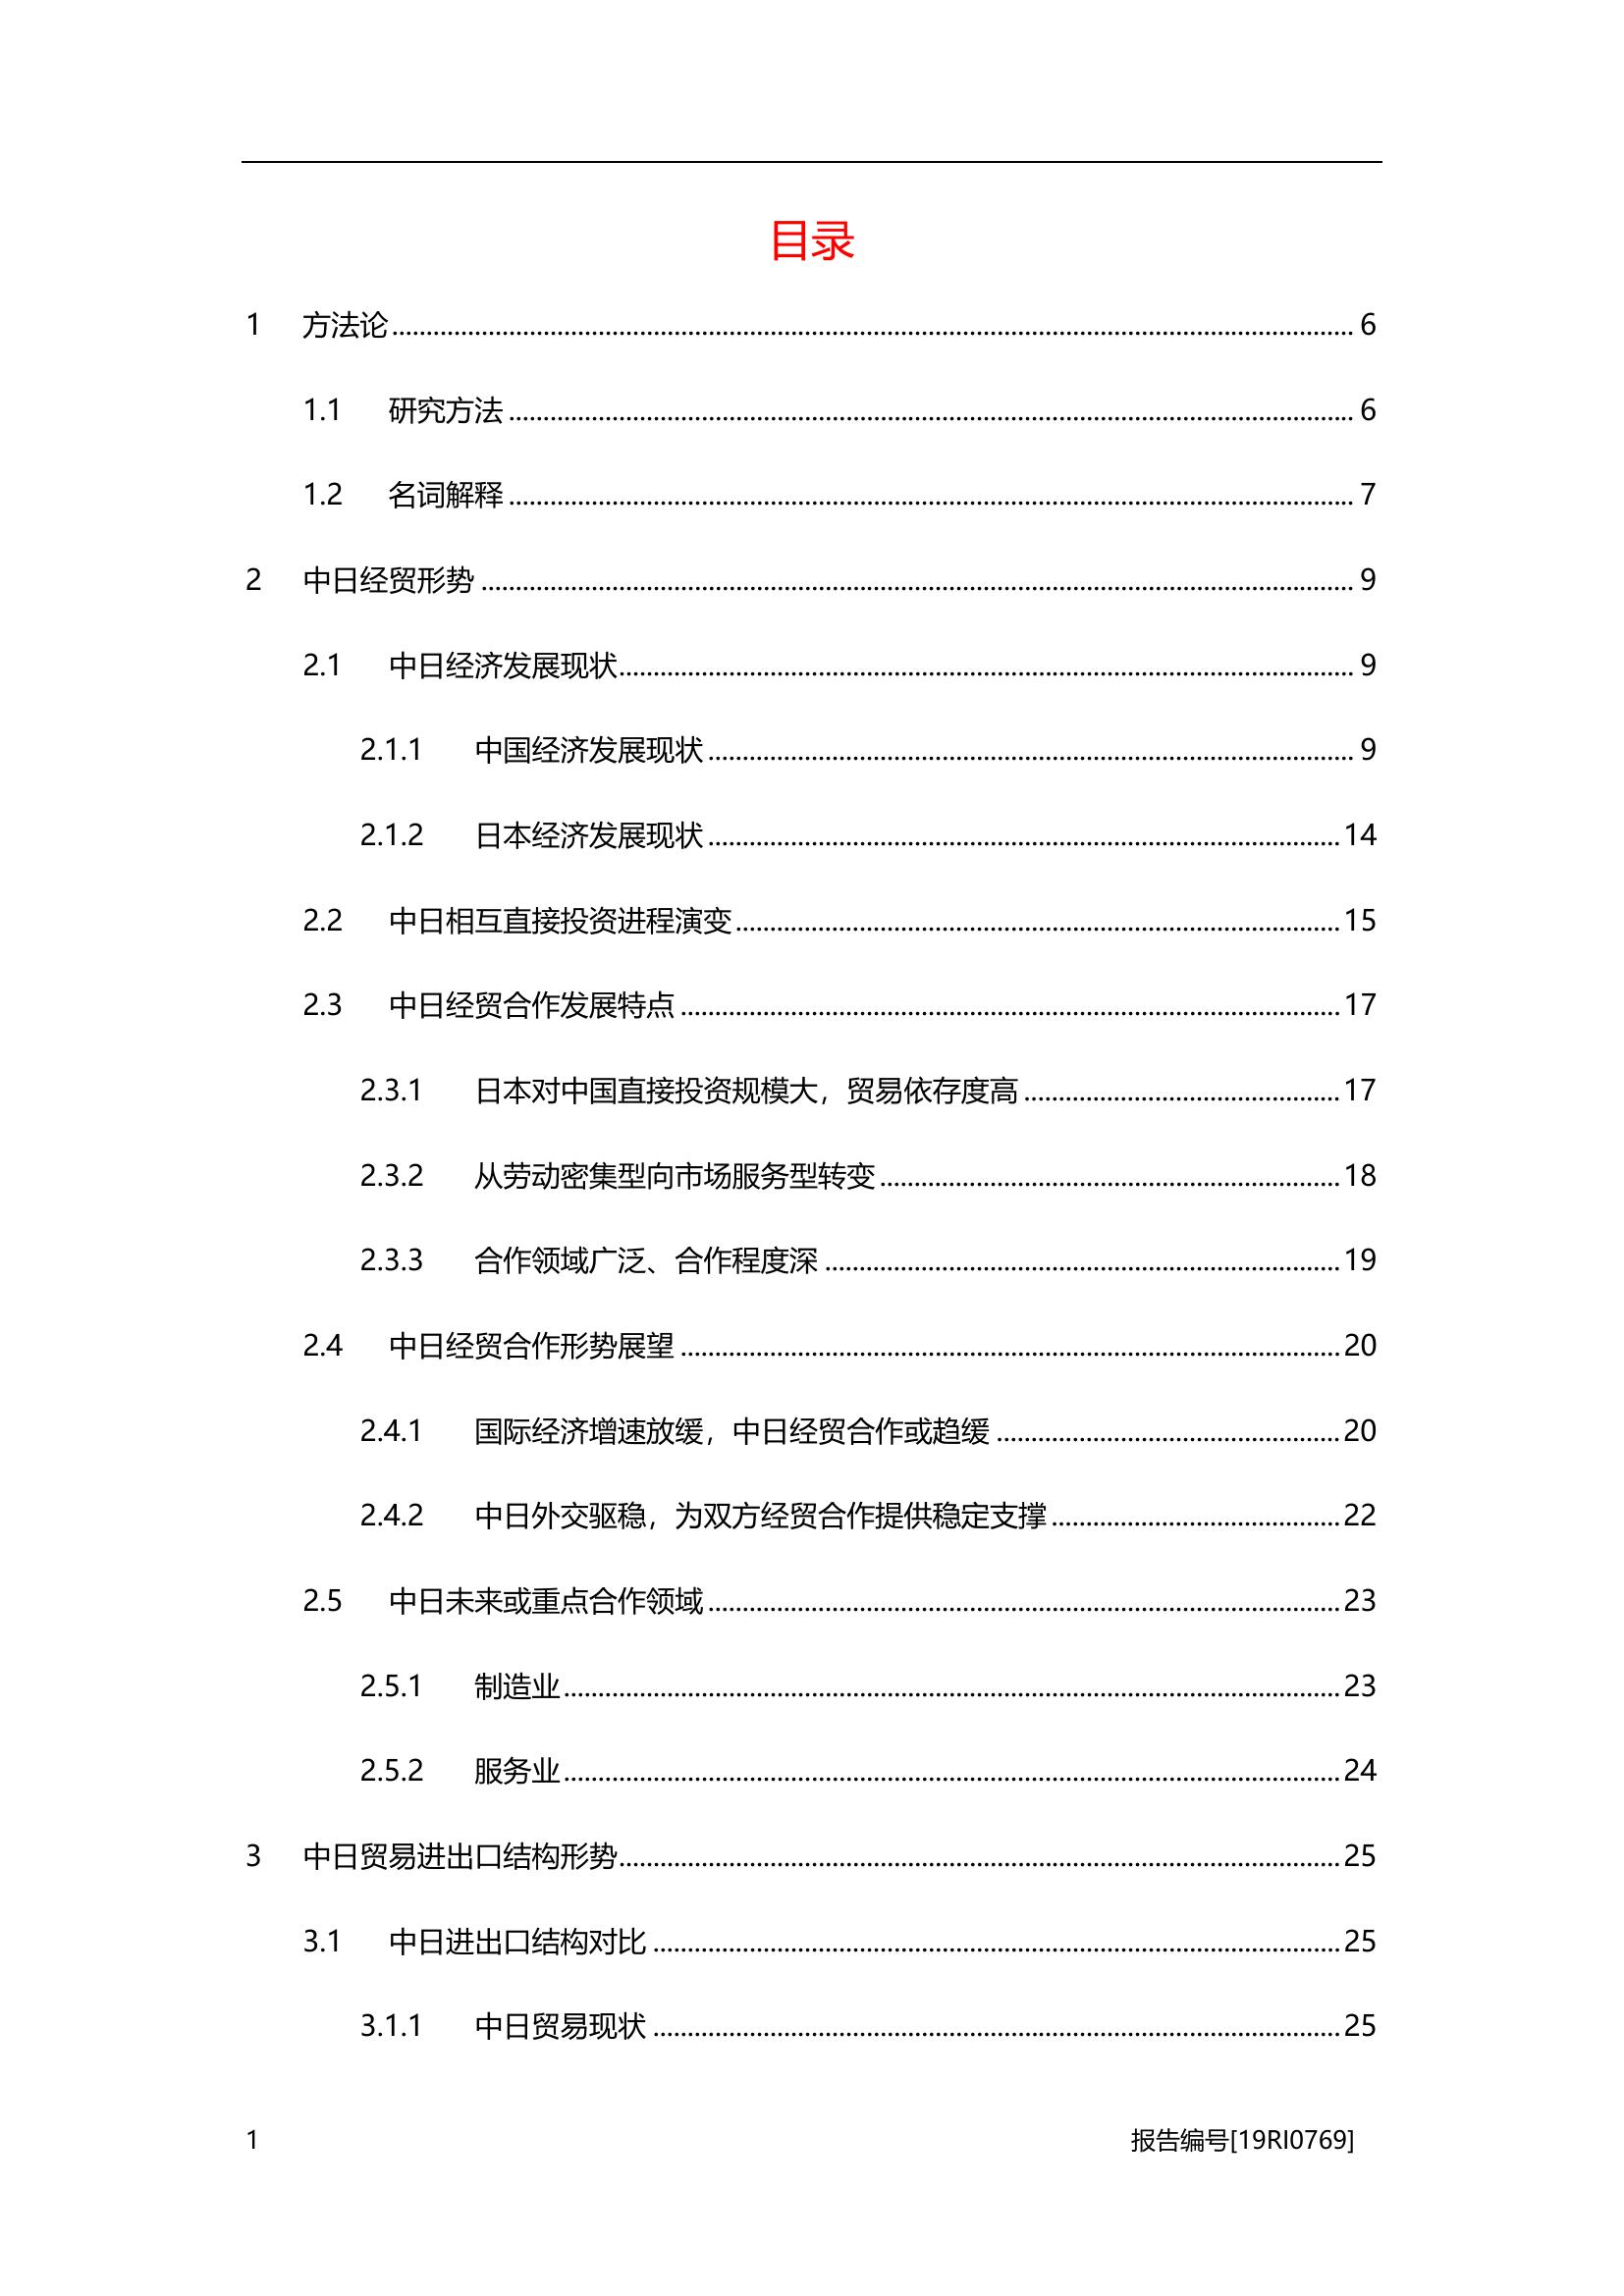 目录
1 方法论 6
1.1 研究方法 6
1.2 名词解释 7
2 中日经贸形势 9
2.1 中日经济发展现状 9
2.1.1 中国经济发展现状 9
2.1.2 日本经济发展现状 14
2.2 中日相互直接投资进程演变 15
2.3 中日经贸合作发展特点 17
2.3.1 日本对中国直接投资规模大，贸易依存度高 17
2.3.2 从劳动密集型向市场服务型转变 18
2.3.3 合作领域广泛、合作程度深 19
2.4 中日经贸合作形势展望 20
2.4.1 国际经济增速放缓，中日经贸合作或趋缓 20
2.4.2 中日外交驱稳，为双方经贸合作提供稳定支撑 22
2.5 中日未来或重点合作领域 23
2.5.1 制造业 23
2.5.2 服务业 24
3 中日贸易进出口结构形势 25
3.1 中日进出口结构对比 25
3.1.1 中日贸易现状 25
1 报告编号[19RI0769]